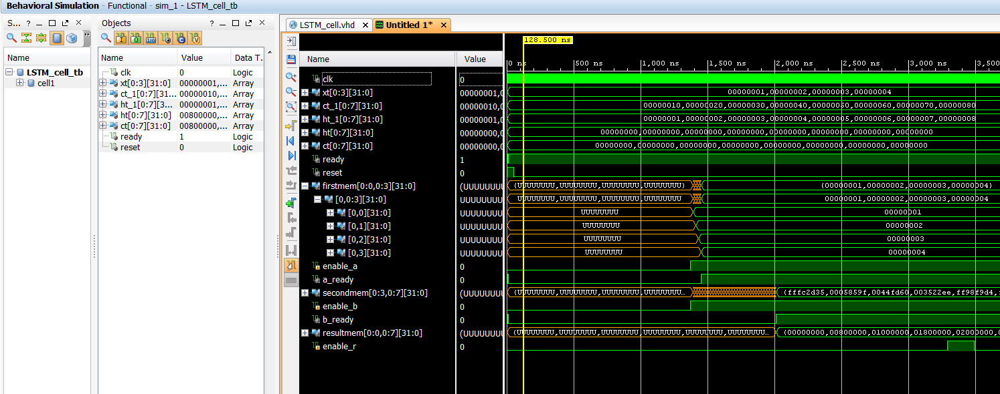 Behavioral Simulation - Functional - sim_1 - LSTM_cell_tb
S... ? _ ×
Name
LSTM_cell_tb
cell1
Objects ? _ ×
Name Value Data T...
clk 0 Logic
xt[0:3][31:0] 00000001,... Array
ct_1[0:7][31... 00000010,... Array
ht_1[0:7][3... 00000001,... Array
ht[0:7][31:0] 00800000,... Array
ct[0:7][31:0] 00800000,... Array
ready 1 Logic
reset 0 Logic
LSTM_cell.vhd × Untitled 1* ×
128.500 ns
Name Value
0 ns 500 ns 1,000 ns 1,500 ns 2,000 ns 2,500 ns 3,000 ns 3,500
clk 0
xt[0:3][31:0] 00000001,0 00000001,00000002,00000003,00000004
ct_1[0:7][31:0] 00000010,0 00000010,00000020,00000030,00000040,00000050,00000060,00000070,00000080
ht_1[0:7][31:0] 00000001,0 00000001,00000002,00000003,00000004,00000005,00000006,00000007,00000008
ht[0:7][31:0] 00000000,0 00000000,00000000,00000000,00000000,00000000,00000000,00000000,00000000
ct[0:7][31:0] 00000000,0 00000000,00000000,00000000,00000000,00000000,00000000,00000000,00000000
ready 1
reset 0
firstmem[0:0,0:3][31:0] (UUUUUUUU (UUUUUUUU,UUUUUUUU,UUUUUUUU,UUUUUUUU) (00000001,00000002,00000003,00000004)
[0,0:3][31:0] UUUUUUUU UUUUUUUU,UUUUUUUU,UUUUUUUU,UUUUUUUU 00000001,00000002,00000003,00000004
[0,0][31:0] UUUUUUUU UUUUUUUU 00000001
[0,1][31:0] UUUUUUUU UUUUUUUU 00000002
[0,2][31:0] UUUUUUUU UUUUUUUU 00000003
[0,3][31:0] UUUUUUUU UUUUUUUU 00000004
enable_a 0
a_ready 0
secondmem[0:3,0:7][31:0] (UUUUUUUU (UUUUUUUU,UUUUUUUU,UUUUUUUU,UUUUUUUU... (fffc2d35,0005859f,0044fd60,003522ee,ff98f9d4,
enable_b 0
b_ready 0
resultmem[0:0,0:7][31:0] (UUUUUUUU (UUUUUUUU,UUUUUUUU,UUUUUUUU,UUUUUUUU,UUUUUUUU,UUUUUUUU... (00000000,00800000,01000000,01800000,02000000,0
enable_r 0